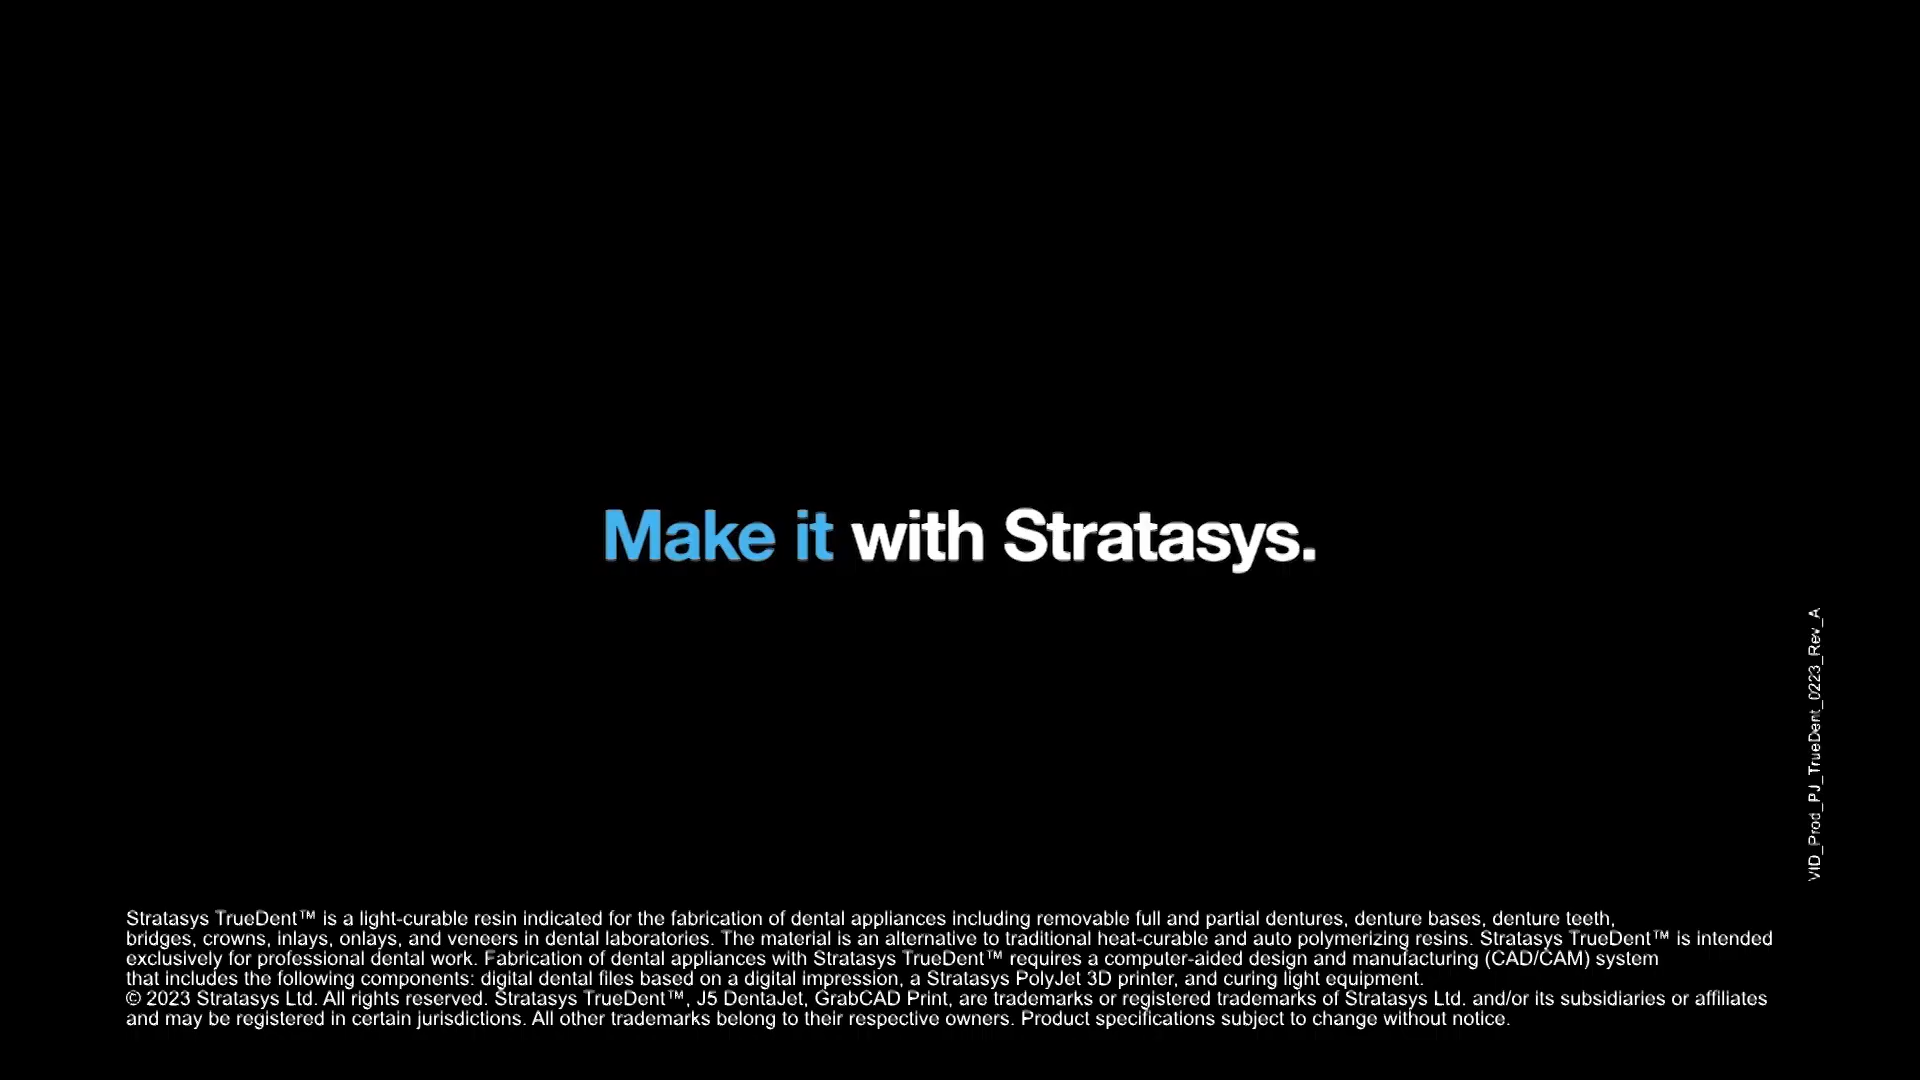 Make it with Stratasys.
VID_Prod_PJ_TrueDent_0223_Rev_A
Stratasys TrueDent™ is a light-curable resin indicated for the fabrication of dental appliances including removable full and partial dentures, denture bases, denture teeth,
bridges, crowns, inlays, onlays, and veneers in dental laboratories. The material is an alternative to traditional heat-curable and auto polymerizing resins. Stratasys TrueDent™ is intended
exclusively for professional dental work. Fabrication of dental appliances with Stratasys TrueDent™ requires a computer-aided design and manufacturing (CAD/CAM) system
that includes the following components: digital dental files based on a digital impression, a Stratasys PolyJet 3D printer, and curing light equipment.
© 2023 Stratasys Ltd. All rights reserved. Stratasys TrueDent™, J5 DentaJet, GrabCAD Print, are trademarks or registered trademarks of Stratasys Ltd. and/or its subsidiaries or affiliates
and may be registered in certain jurisdictions. All other trademarks belong to their respective owners. Product specifications subject to change without notice.